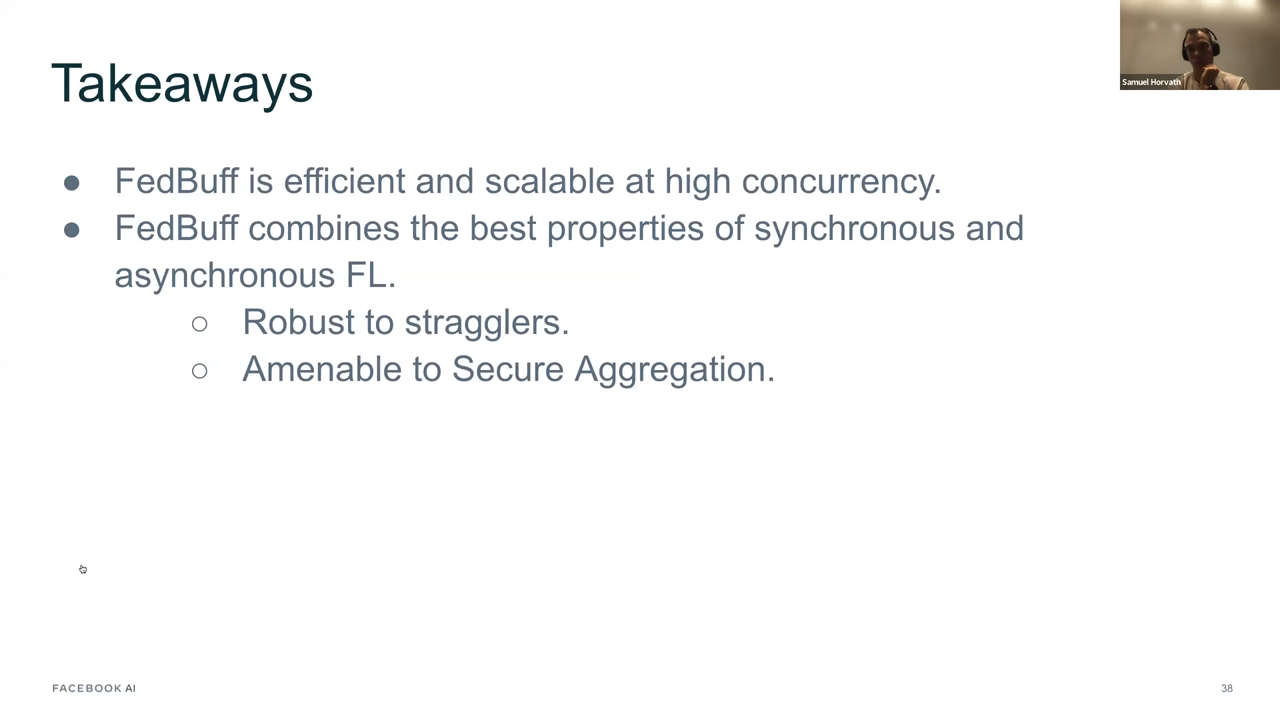 Takeaways
Samuel Horvath
● FedBuff is efficient and scalable at high concurrency.
● FedBuff combines the best properties of synchronous and
asynchronous FL.
○ Robust to stragglers.
○ Amenable to Secure Aggregation.
FACEBOOK AI
38